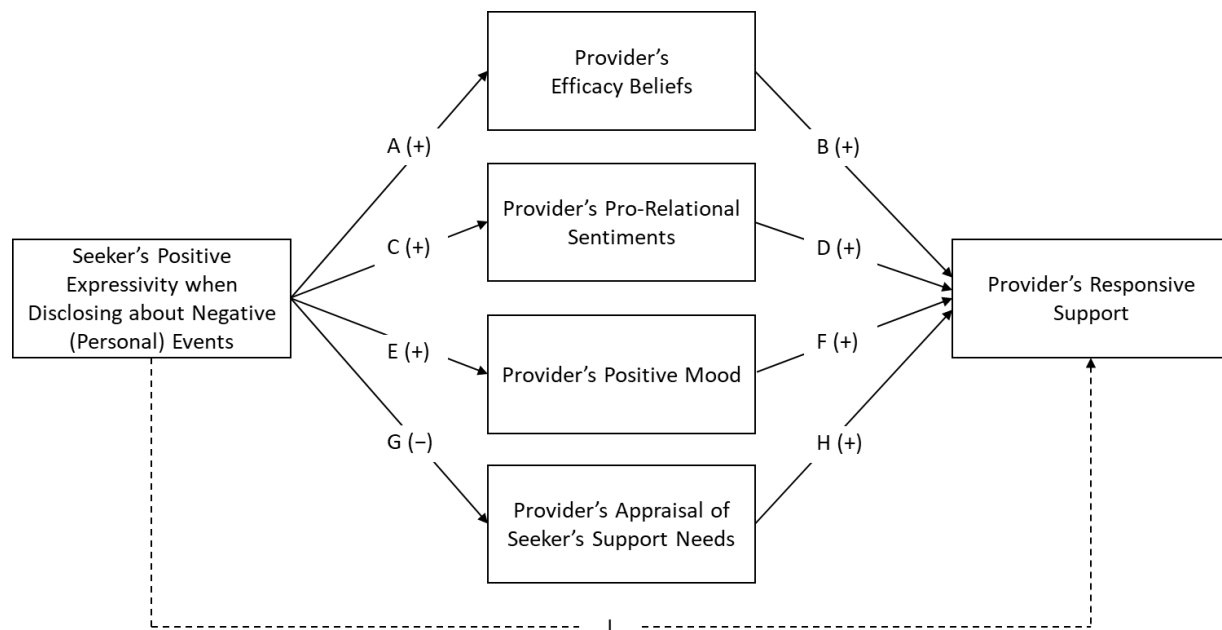 Provider’s
Efficacy Beliefs
A (+)
B (+)
Provider’s Pro-Relational
Sentiments
C (+)
D (+)
Seeker’s Positive
Expressivity when
Disclosing about Negative
(Personal) Events
Provider’s Responsive
Support
E (+)
F (+)
Provider’s Positive Mood
G (−)
H (+)
Provider’s Appraisal of
Seeker’s Support Needs